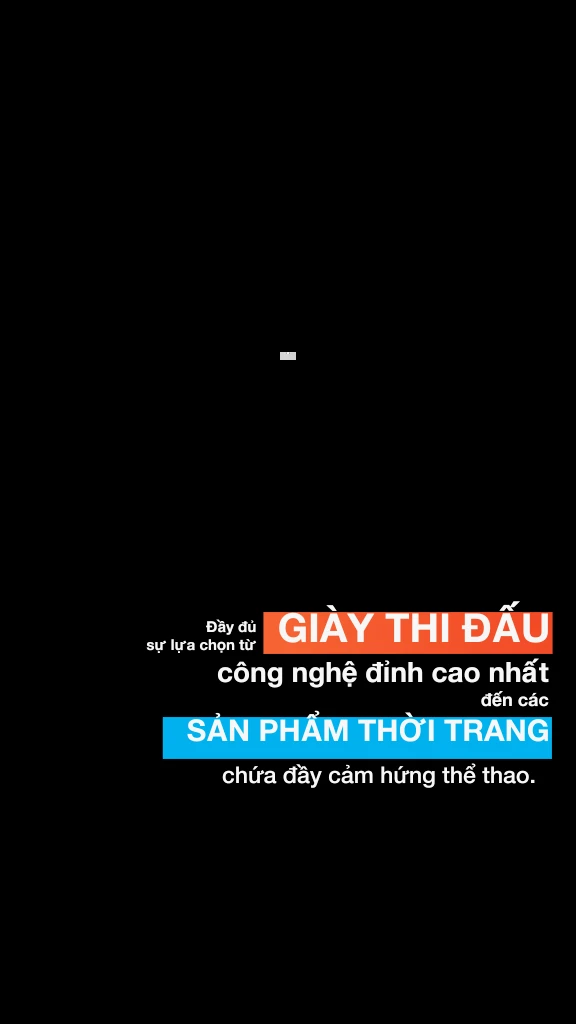 Đầy đủ
sự lựa chọn từ
GIÀY THI ĐẤU
công nghệ đỉnh cao nhất
đến các
SẢN PHẨM THỜI TRANG
chứa đầy cảm hứng thể thao.